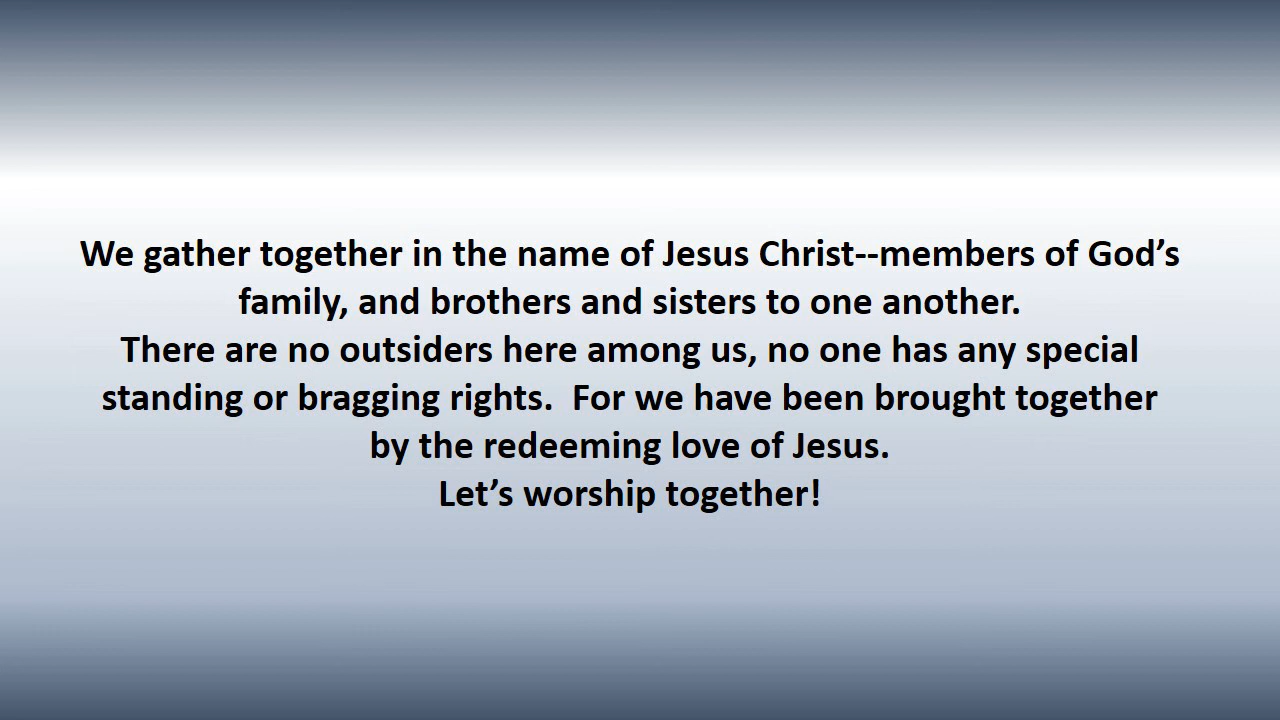 We gather together in the name of Jesus Christ--members of God’s
family, and brothers and sisters to one another.
There are no outsiders here among us, no one has any special
standing or bragging rights.  For we have been brought together
by the redeeming love of Jesus.
Let’s worship together!